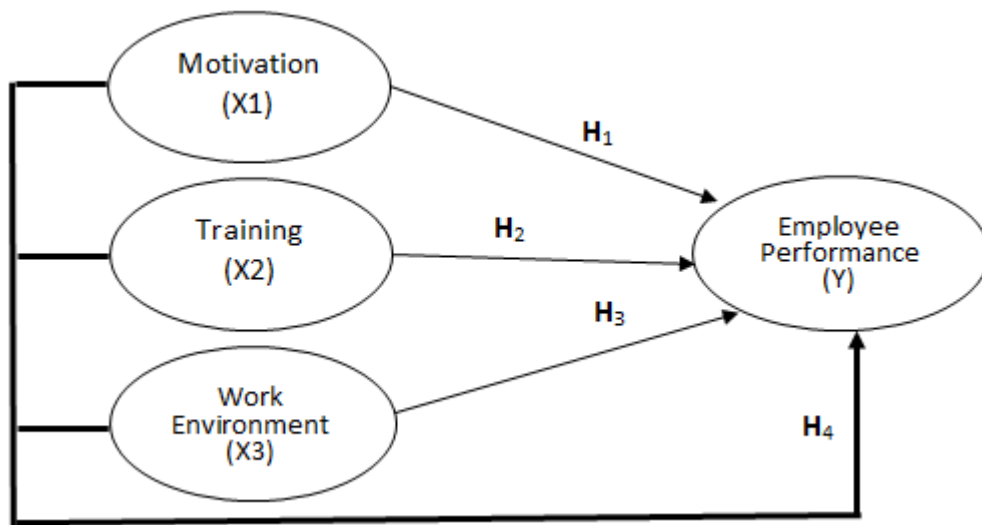 Motivation
(X1)
H₁
Training
(X2)
H₂
Employee
Performance
(Y)
H₃
Work
Environment
(X3)
H₄